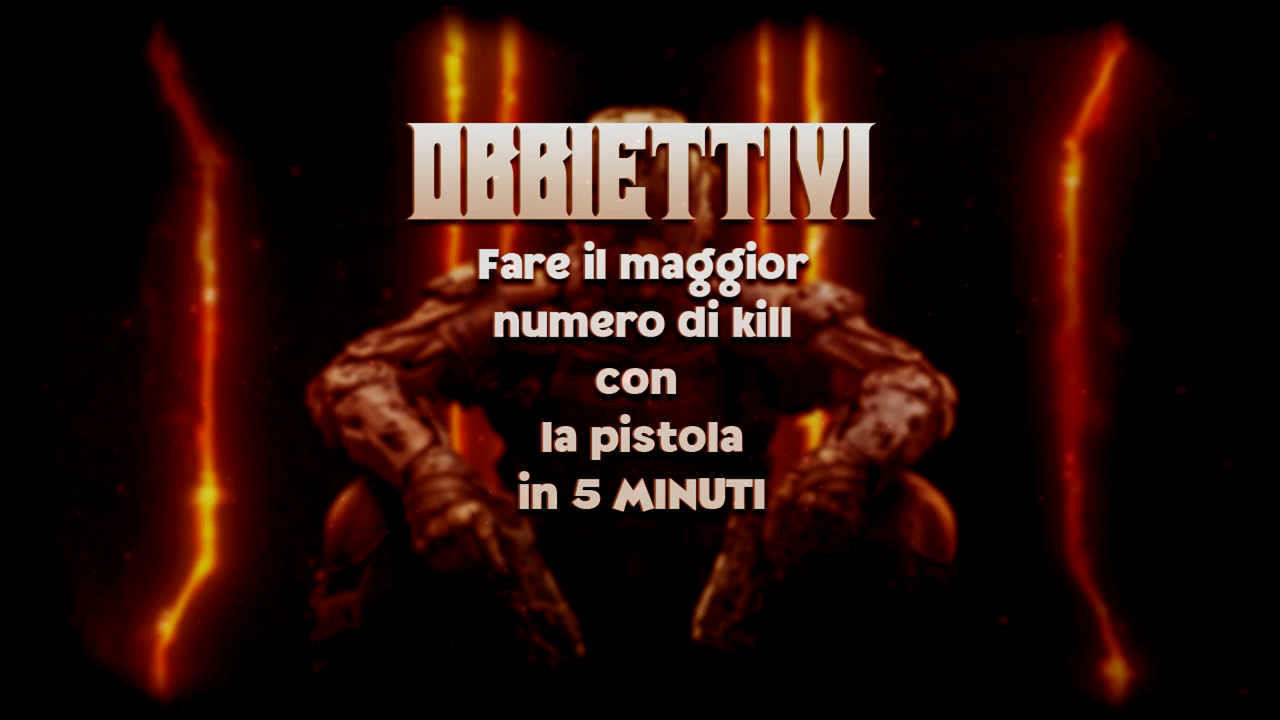 OBBIETTIVI
Fare il maggior
numero di kill
con
la pistola
in 5 MINUTI